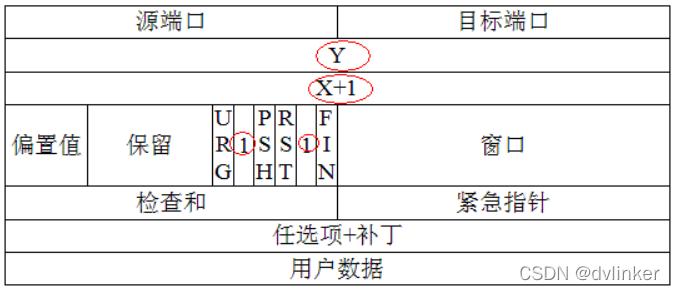 源端口 目标端口
Y
X+1
偏置值 保留 URG 1 PSH RST 1 FIN 窗口
检查和 紧急指针
任选项+补丁
用户数据
CSDN @dvlinker